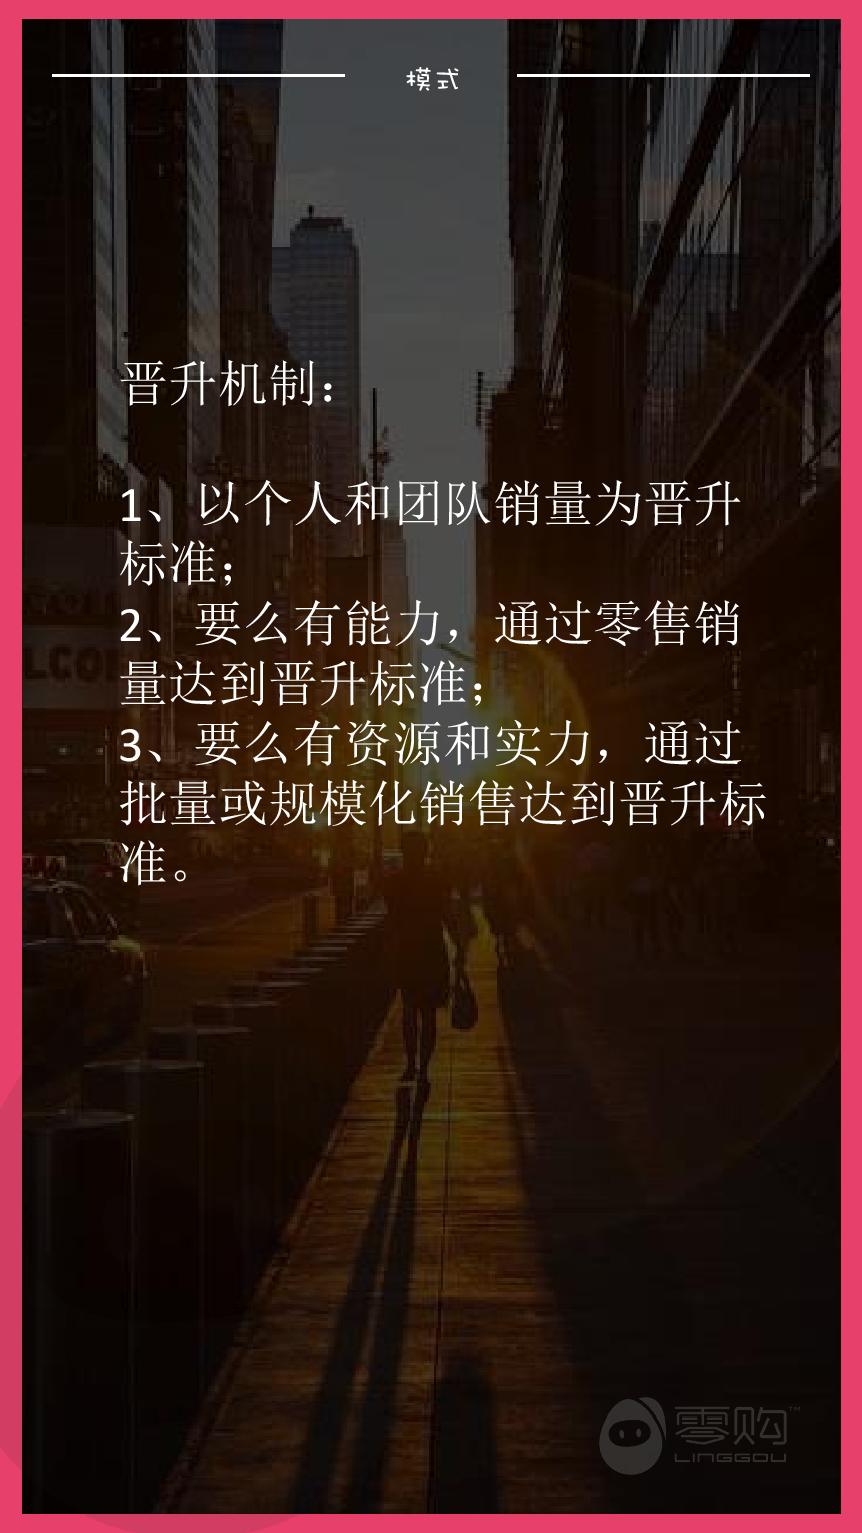 模式
晋升机制：
1、以个人和团队销量为晋升
标准；
2、要么有能力，通过零售销
量达到晋升标准；
3、要么有资源和实力，通过
批量或规模化销售达到晋升标
准。
零购™
LINGGOU